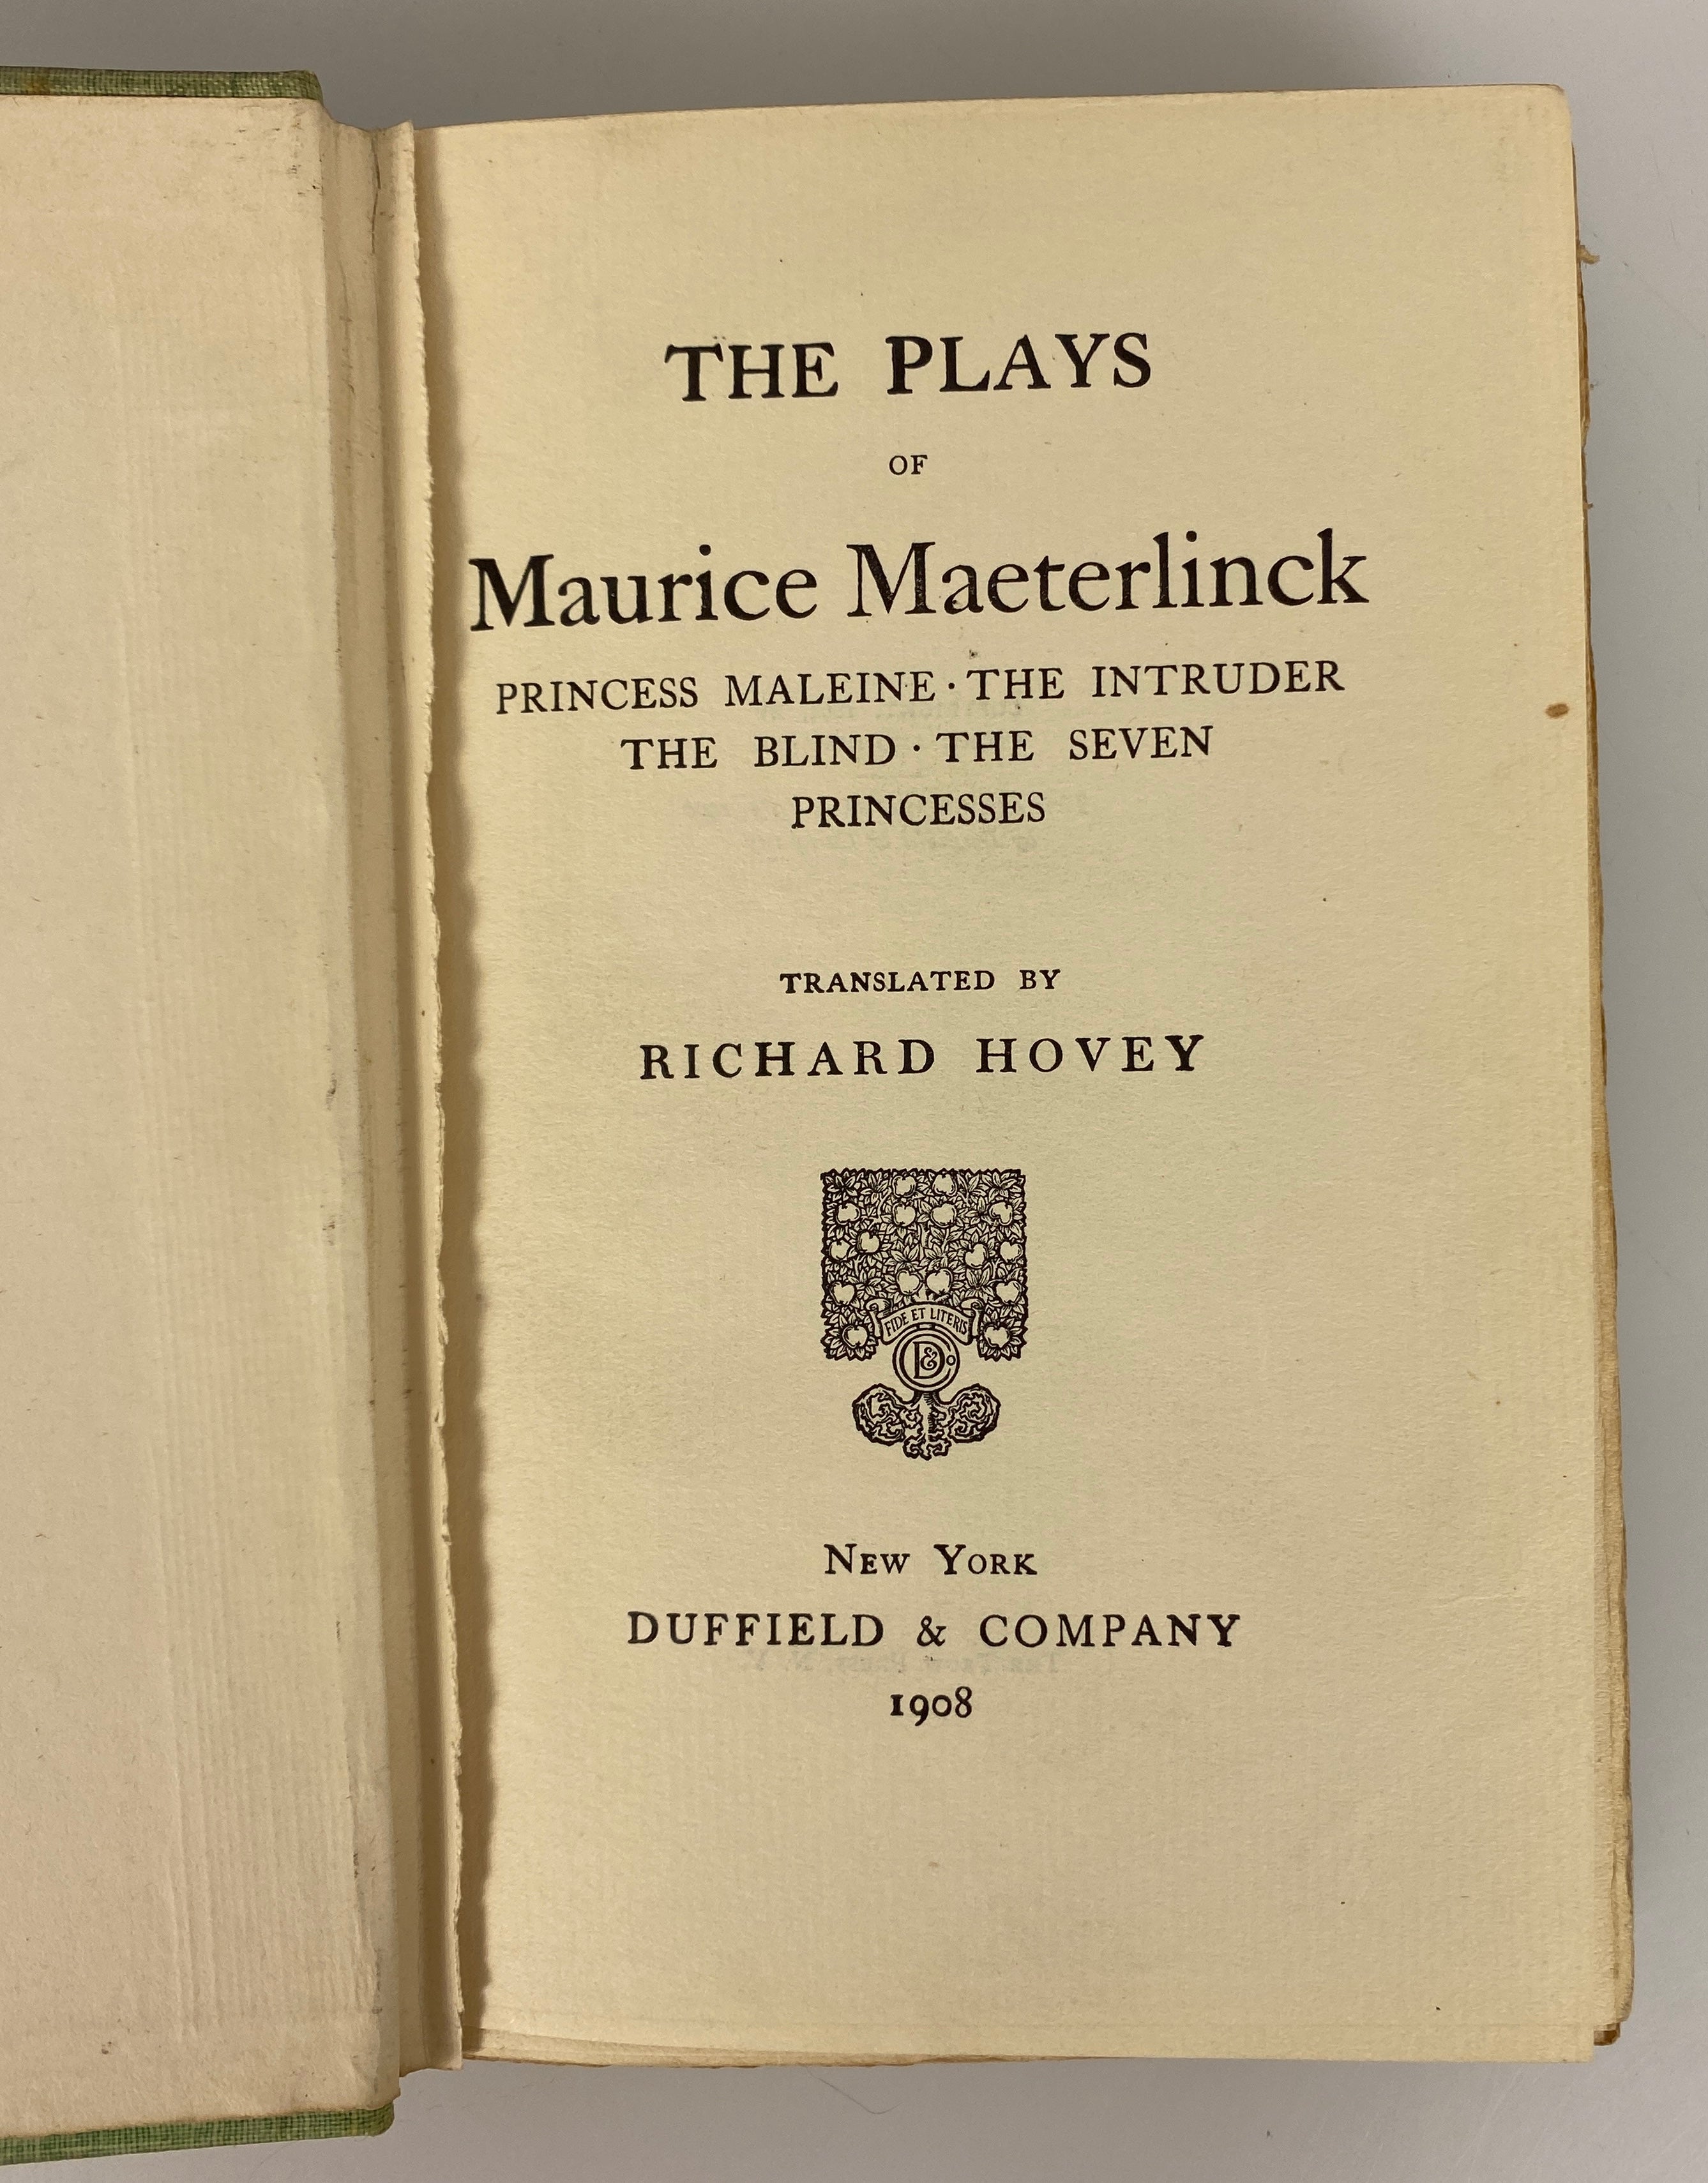 THE PLAYS
OF
Maurice Maeterlinck
PRINCESS MALEINE · THE INTRUDER
THE BLIND · THE SEVEN
PRINCESSES
TRANSLATED BY
RICHARD HOVEY
FIDE ET LITERIS
D & Co
NEW YORK
DUFFIELD & COMPANY
1908